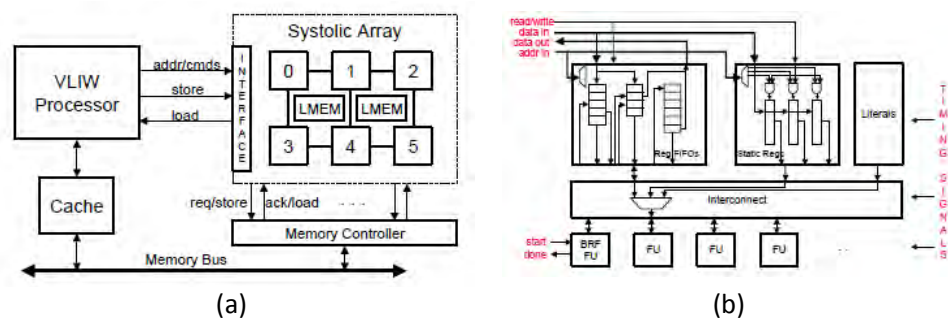 Systolic Array
VLIW
Processor
addr/cmds
store
load
INTERFACE
0
1
2
LMEM
LMEM
3
4
5
Cache
req/store
ack/load
Memory Controller
Memory Bus
(a)
read/write
data in
data out
addr in
Reg FIFOs
Static Regs
Literals
TIMING SIGNALS
Interconnect
start
done
BRF
FU
FU
FU
FU
(b)